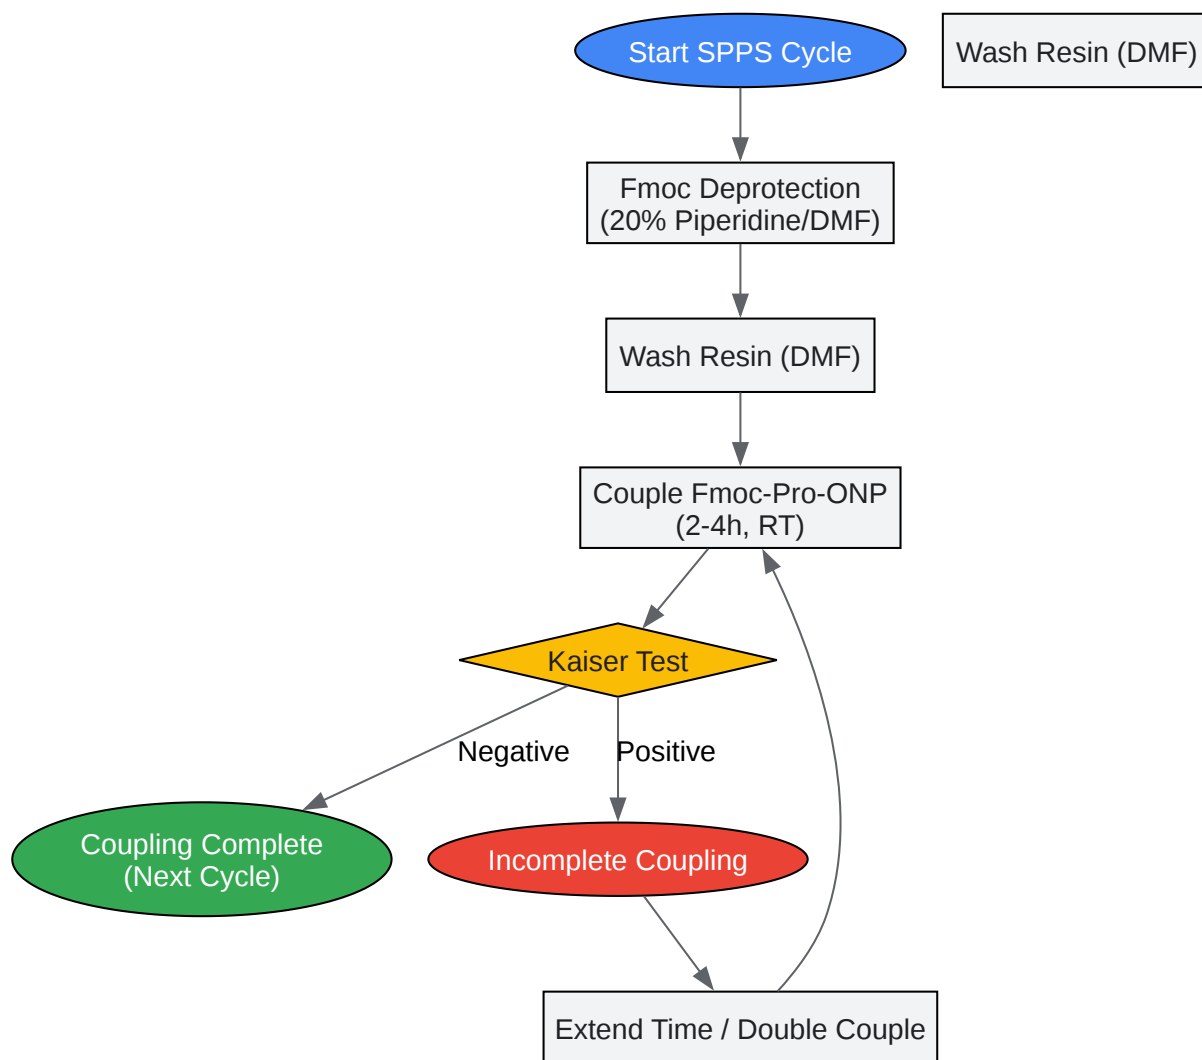 Start SPPS Cycle
Wash Resin (DMF)
Fmoc Deprotection
(20% Piperidine/DMF)
Wash Resin (DMF)
Couple Fmoc-Pro-ONP
(2-4h, RT)
Kaiser Test
Negative
Positive
Coupling Complete
(Next Cycle)
Incomplete Coupling
Extend Time / Double Couple